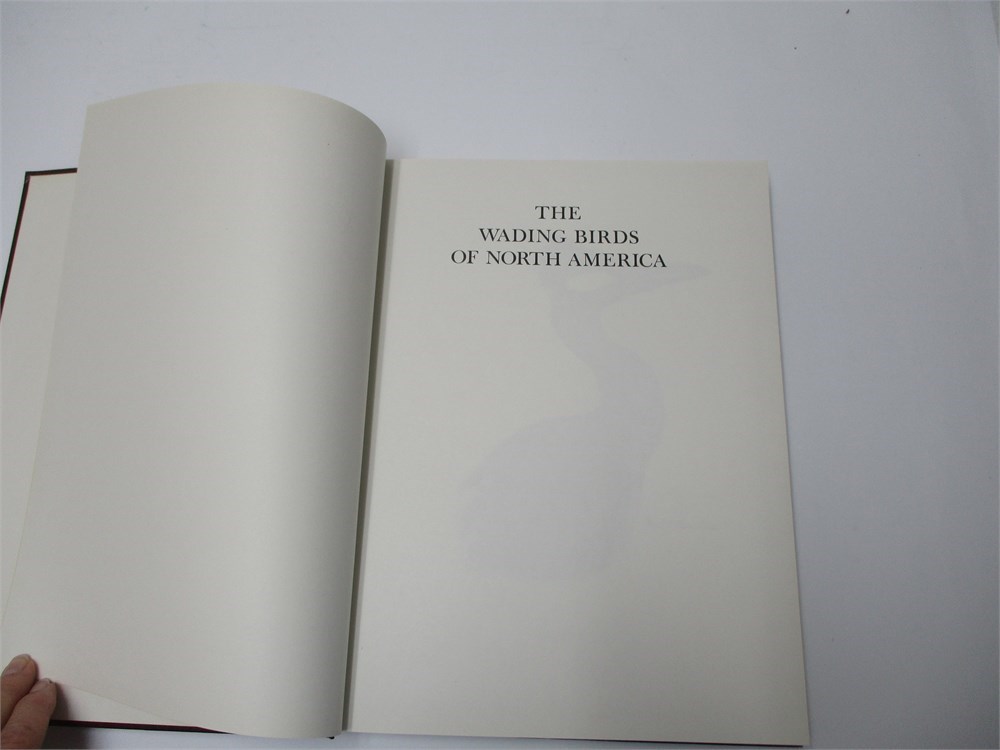 THE
WADING BIRDS
OF NORTH AMERICA